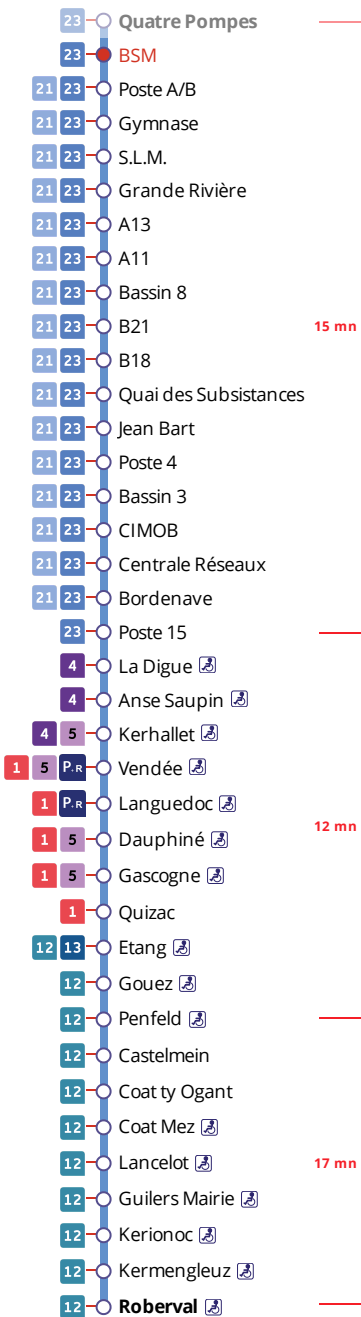 23 Quatre Pompes
23 BSM
21 23 Poste A/B
21 23 Gymnase
21 23 S.L.M.
21 23 Grande Rivière
21 23 A13
21 23 A11
21 23 Bassin 8
21 23 B21 15 mn
21 23 B18
21 23 Quai des Subsistances
21 23 Jean Bart
21 23 Poste 4
21 23 Bassin 3
21 23 CIMOB
21 23 Centrale Réseaux
21 23 Bordenave
23 Poste 15
4 La Digue
4 Anse Saupin
4 5 Kerhallet
1 5 P+R Vendée
1 P+R Languedoc
12 mn
1 5 Dauphiné
1 5 Gascogne
1 Quizac
12 13 Etang
12 Gouez
12 Penfeld
12 Castelmein
12 Coat ty Ogant
12 Coat Mez
12 Lancelot 17 mn
12 Guilers Mairie
12 Kerionoc
12 Kermengleuz
12 Roberval